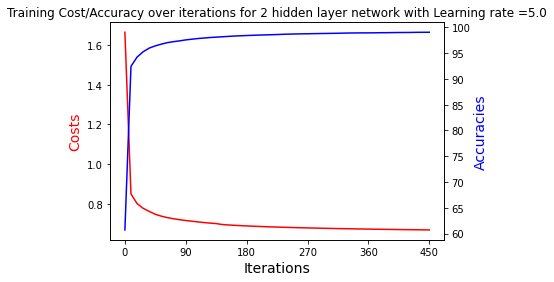 Training Cost/Accuracy over iterations for 2 hidden layer network with Learning rate =5.0
Costs
1.6
1.4
1.2
1.0
0.8
100
95
90
85
80
75
70
65
60
Accuracies
0 90 180 270 360 450
Iterations